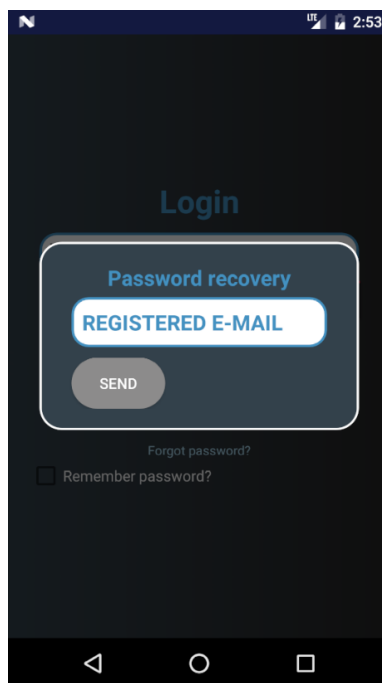 LTE 2:53
Login
Password recovery
REGISTERED E-MAIL
SEND
Forgot password?
Remember password?